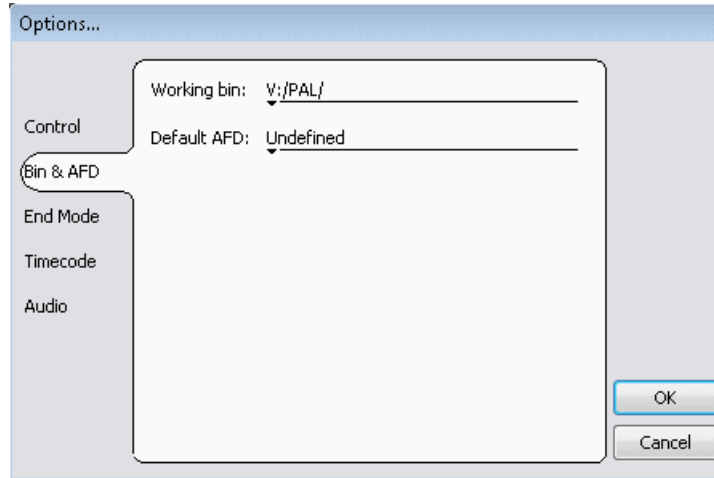 Options...
Working bin: V:/PAL/
Default AFD: Undefined
Control
Bin & AFD
End Mode
Timecode
Audio
OK
Cancel